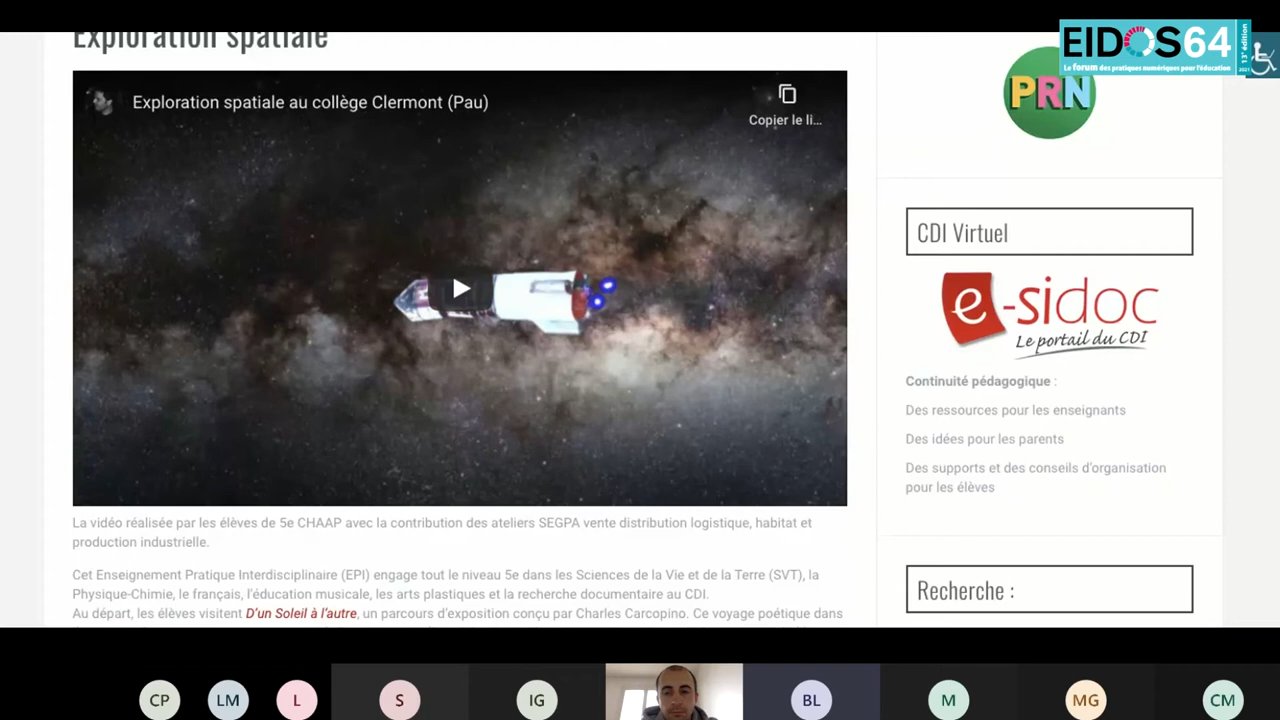 Exploration spatiale
EIDOS64
Le forum des pratiques numériques pour l'éducation
13e édition
2021
Exploration spatiale au collège Clermont (Pau)
Copier le li...
PRN
CDI Virtuel
e-sidoc
Le portail du CDI
Continuité pédagogique :
Des ressources pour les enseignants
Des idées pour les parents
Des supports et des conseils d'organisation
pour les élèves
La vidéo réalisée par les élèves de 5e CHAAP avec la contribution des ateliers SEGPA vente distribution logistique, habitat et
production industrielle.
Cet Enseignement Pratique Interdisciplinaire (EPI) engage tout le niveau 5e dans les Sciences de la Vie et de la Terre (SVT), la
Physique-Chimie, le français, l'éducation musicale, les arts plastiques et la recherche documentaire au CDI.
Au départ, les élèves visitent D'un Soleil à l'autre, un parcours d'exposition conçu par Charles Carcopino. Ce voyage poétique dans
Recherche :
CP
LM
L
S
IG
BL
M
MG
CM